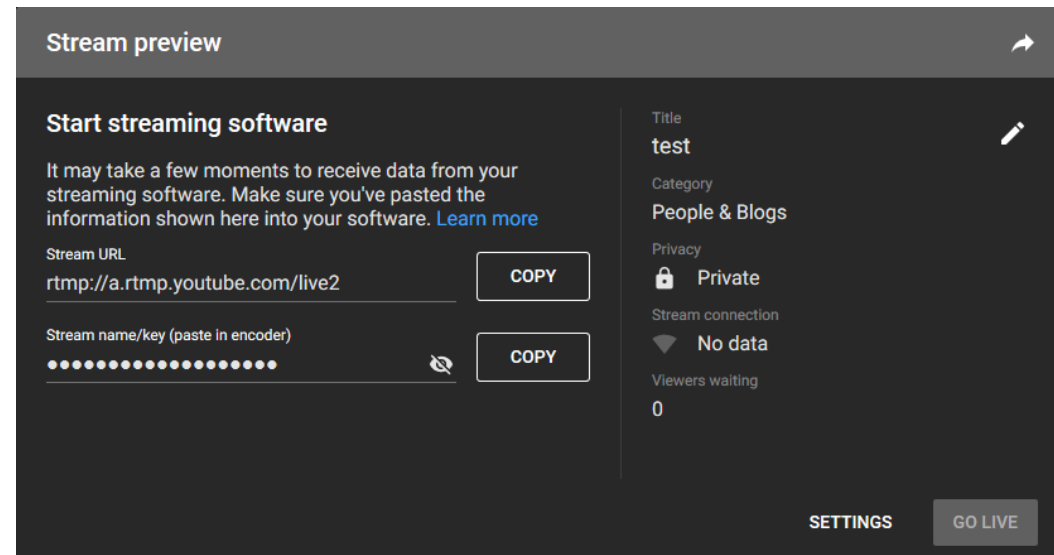 Stream preview
Start streaming software
It may take a few moments to receive data from your
streaming software. Make sure you've pasted the
information shown here into your software. Learn more
Stream URL
rtmp://a.rtmp.youtube.com/live2
COPY
Stream name/key (paste in encoder)
•••••••••••••••••••
COPY
Title
test
Category
People & Blogs
Privacy
Private
Stream connection
No data
Viewers waiting
0
SETTINGS
GO LIVE